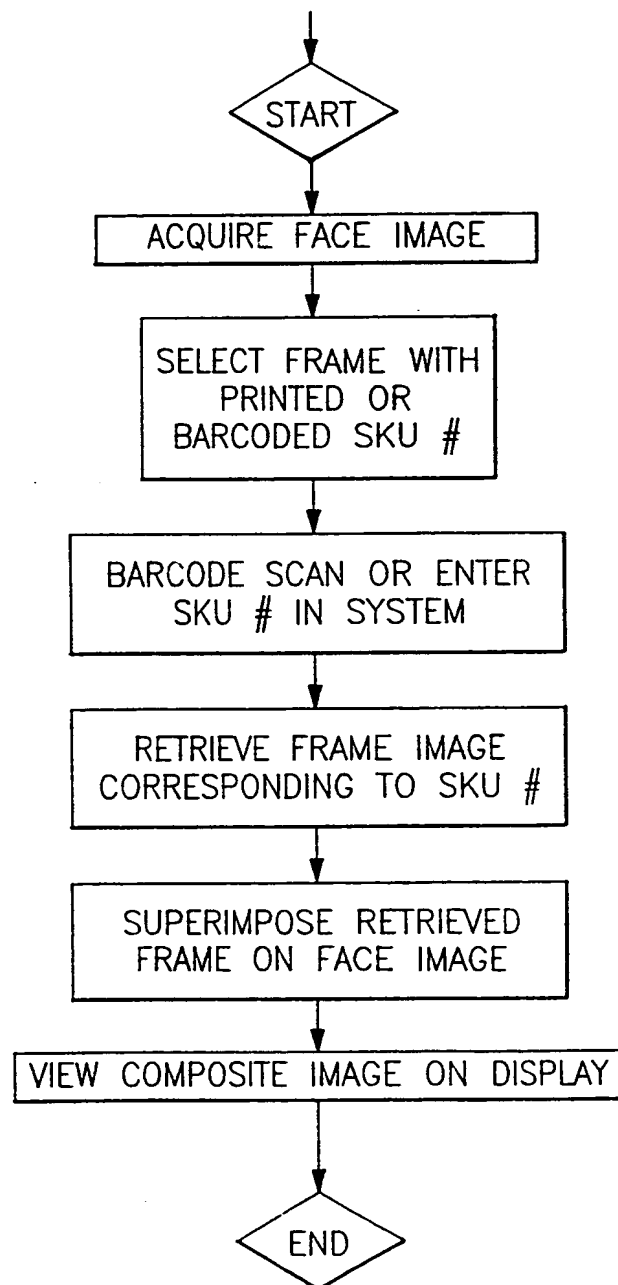 START
ACQUIRE FACE IMAGE
SELECT FRAME WITH
PRINTED OR
BARCODED SKU #
BARCODE SCAN OR ENTER
SKU # IN SYSTEM
RETRIEVE FRAME IMAGE
CORRESPONDING TO SKU #
SUPERIMPOSE RETRIEVED
FRAME ON FACE IMAGE
VIEW COMPOSITE IMAGE ON DISPLAY
END